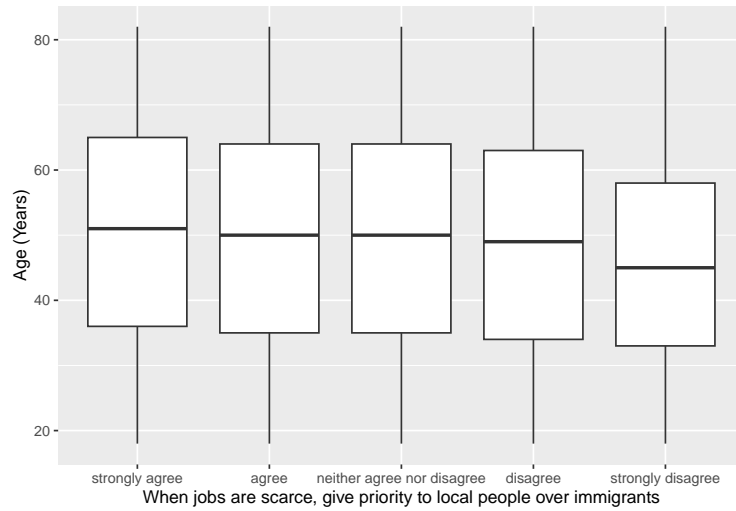 80
60
40
20
Age (Years)
strongly agree
agree
neither agree nor disagree
disagree
strongly disagree
When jobs are scarce, give priority to local people over immigrants